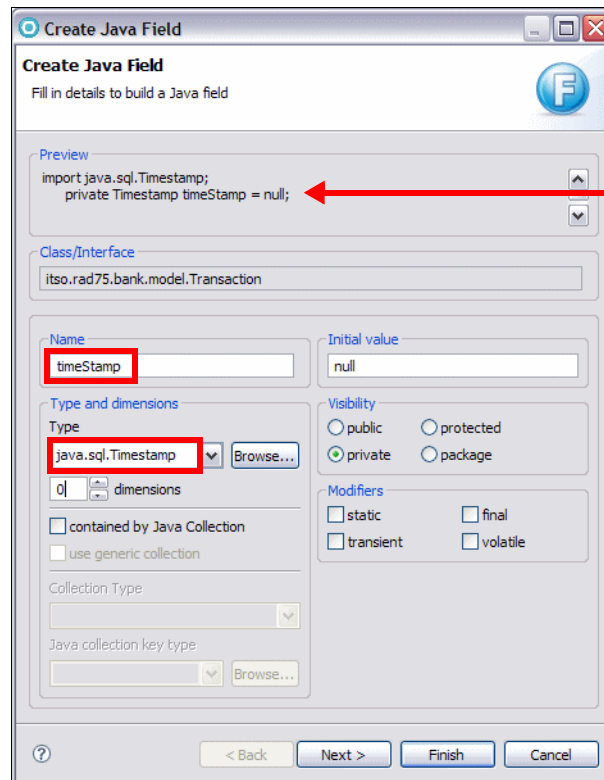 Create Java Field
Create Java Field
Fill in details to build a Java field
F
Preview
import java.sql.Timestamp;
private Timestamp timeStamp = null;
Class/Interface
itso.rad75.bank.model.Transaction
Name
timeStamp
Initial value
null
Type and dimensions
Type
java.sql.Timestamp
Browse...
0
dimensions
contained by Java Collection
use generic collection
Collection Type
Java collection key type
Browse...
Visibility
public
protected
private
package
Modifiers
static
final
transient
volatile
?
< Back
Next >
Finish
Cancel